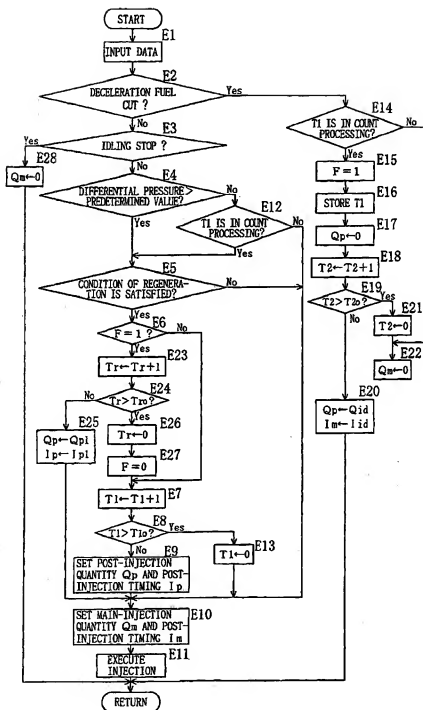 START
E1
INPUT DATA
E2
DECELERATION FUEL
CUT ?
Yes
No
E3
IDLING STOP ?
Yes
No
E28
Qm←0
E4
DIFFERENTIAL PRESSURE>
PREDETERMINED VALUE?
No
Yes
E12
T1 IS IN COUNT
PROCESSING?
No
Yes
E5
CONDITION OF REGENERA-
TION IS SATISFIED?
No
Yes
E6
F=1 ?
No
Yes
E23
Tr←Tr+1
E24
Tr>Tro?
No
Yes
E25
Qp←Qp1
Ip←Ip1
E26
Tr←0
E27
F=0
E7
T1←T1+1
E8
T1>T1o?
Yes
No
E13
T1←0
E9
SET POST-INJECTION
QUANTITY Qp AND POST-
INJECTION TIMING Ip
E10
SET MAIN-INJECTION
QUANTITY Qm AND POST-
INJECTION TIMING Im
E11
EXECUTE
INJECTION
RETURN
E14
T1 IS IN COUNT
PROCESSING?
No
Yes
E15
F=1
E16
STORE T1
E17
Qp←0
E18
T2←T2+1
E19
T2>T2o?
Yes
No
E21
T2←0
E22
Qm←0
E20
Qp←Qid
Im←Iid